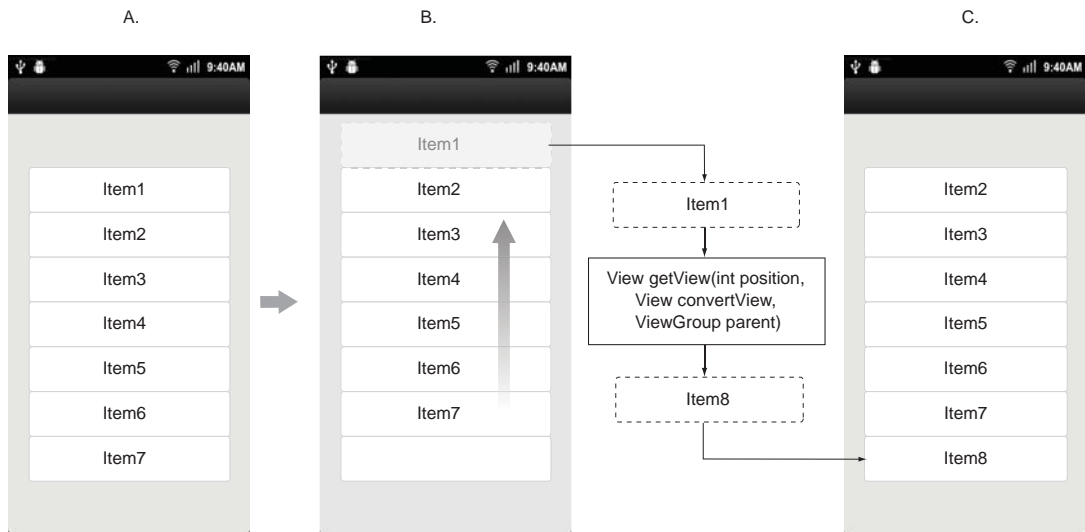 A.
B.
C.
9:40AM
Item1
Item2
Item3
Item4
Item5
Item6
Item7
9:40AM
Item1
Item2
Item3
Item4
Item5
Item6
Item7
Item1
View getView(int position,
View convertView,
ViewGroup parent)
Item8
9:40AM
Item2
Item3
Item4
Item5
Item6
Item7
Item8